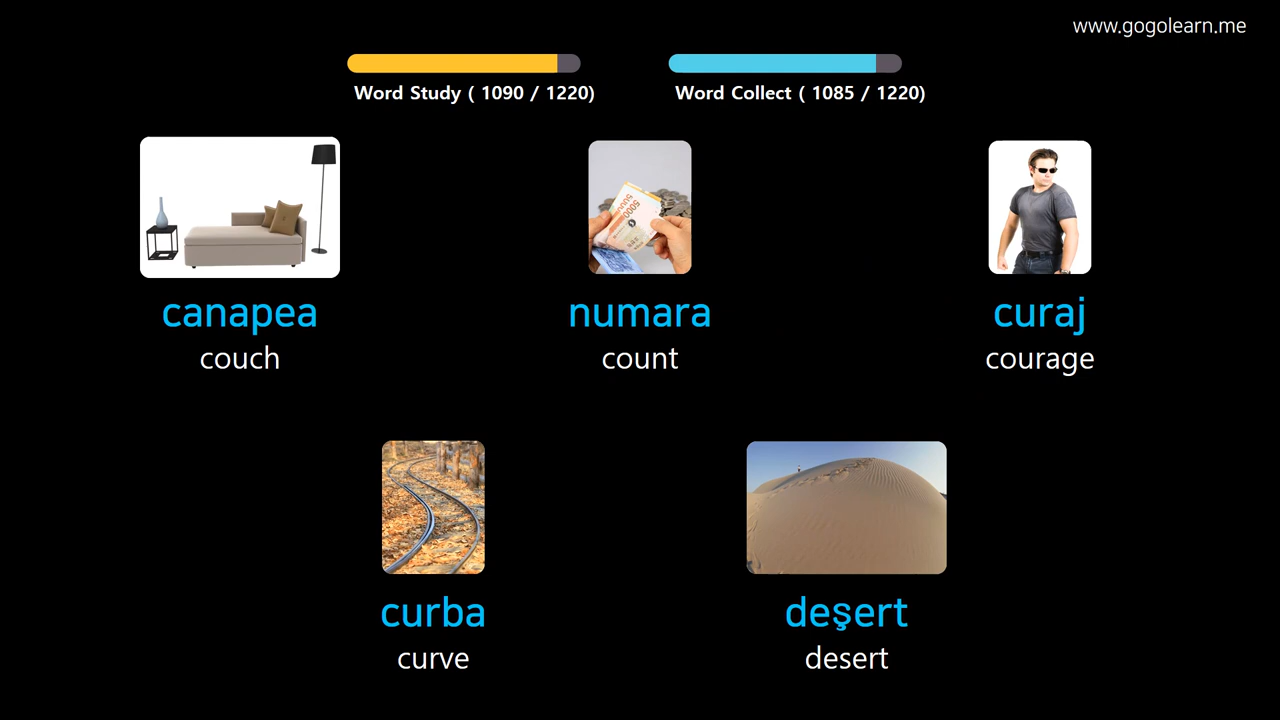 www.gogolearn.me
Word Study ( 1090 / 1220)
Word Collect ( 1085 / 1220)
canapea
couch
numara
count
curaj
courage
curba
curve
deşert
desert